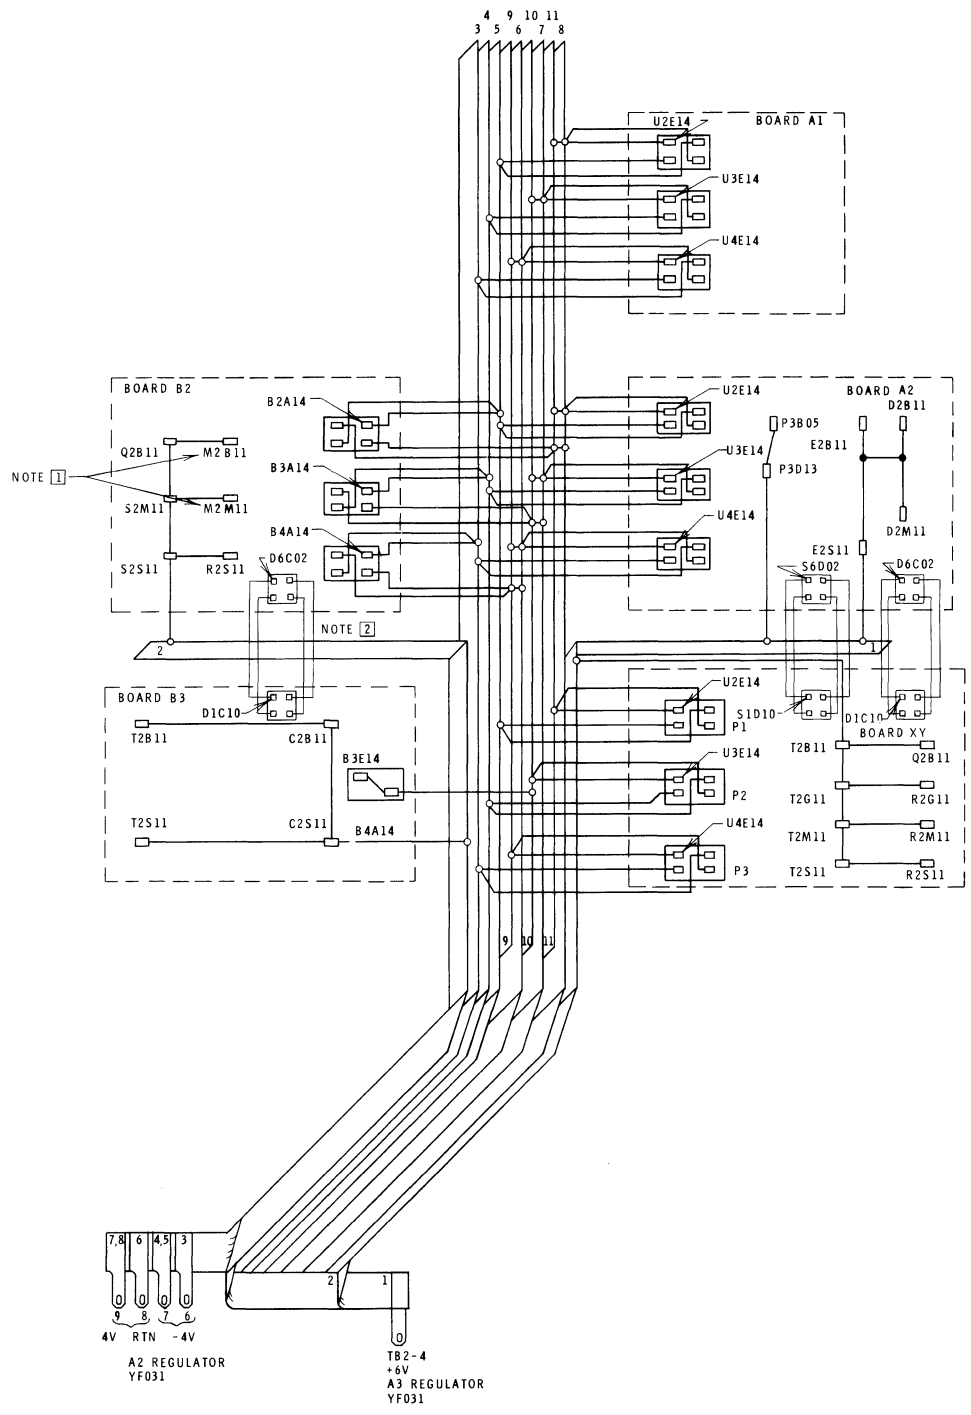 4 9 10 11
3 5 6 7 8
U2E14
BOARD A1
U3E14
U4E14
BOARD B2
B2A14
Q2B11
M2B11
NOTE 1
B3A14
S2M11
M2M11
B4A14
S2S11
R2S11
D6C02
NOTE 2
2
U2E14
BOARD A2
D2B11
P3B05
E2B11
U3E14
P3D13
U4E14
D2M11
E2S11
S6D02
D6C02
1
BOARD B3
D1C10
T2B11
C2B11
B3E14
T2S11
C2S11
B4A14
U2E14
S1D10
D1C10
P1
BOARD XY
U3E14
T2B11
Q2B11
P2
T2G11
R2G11
U4E14
T2M11
R2M11
P3
T2S11
R2S11
9 10 11
7,8 6 4,5 3
2 1
9 8 7 6
4V RTN -4V
A2 REGULATOR
YF031
TB2-4
+6V
A3 REGULATOR
YF031